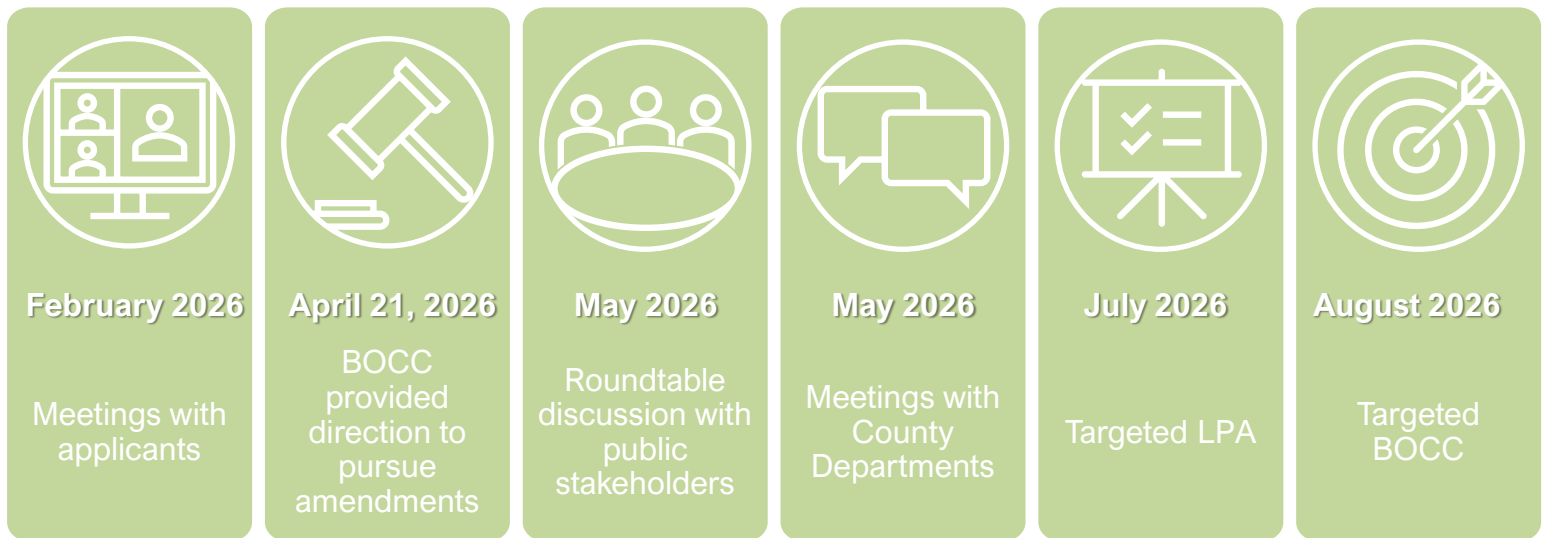 February 2026
Meetings with
applicants
April 21, 2026
BOCC
provided
direction to
pursue
amendments
May 2026
Roundtable
discussion with
public
stakeholders
May 2026
Meetings with
County
Departments
July 2026
Targeted LPA
August 2026
Targeted
BOCC